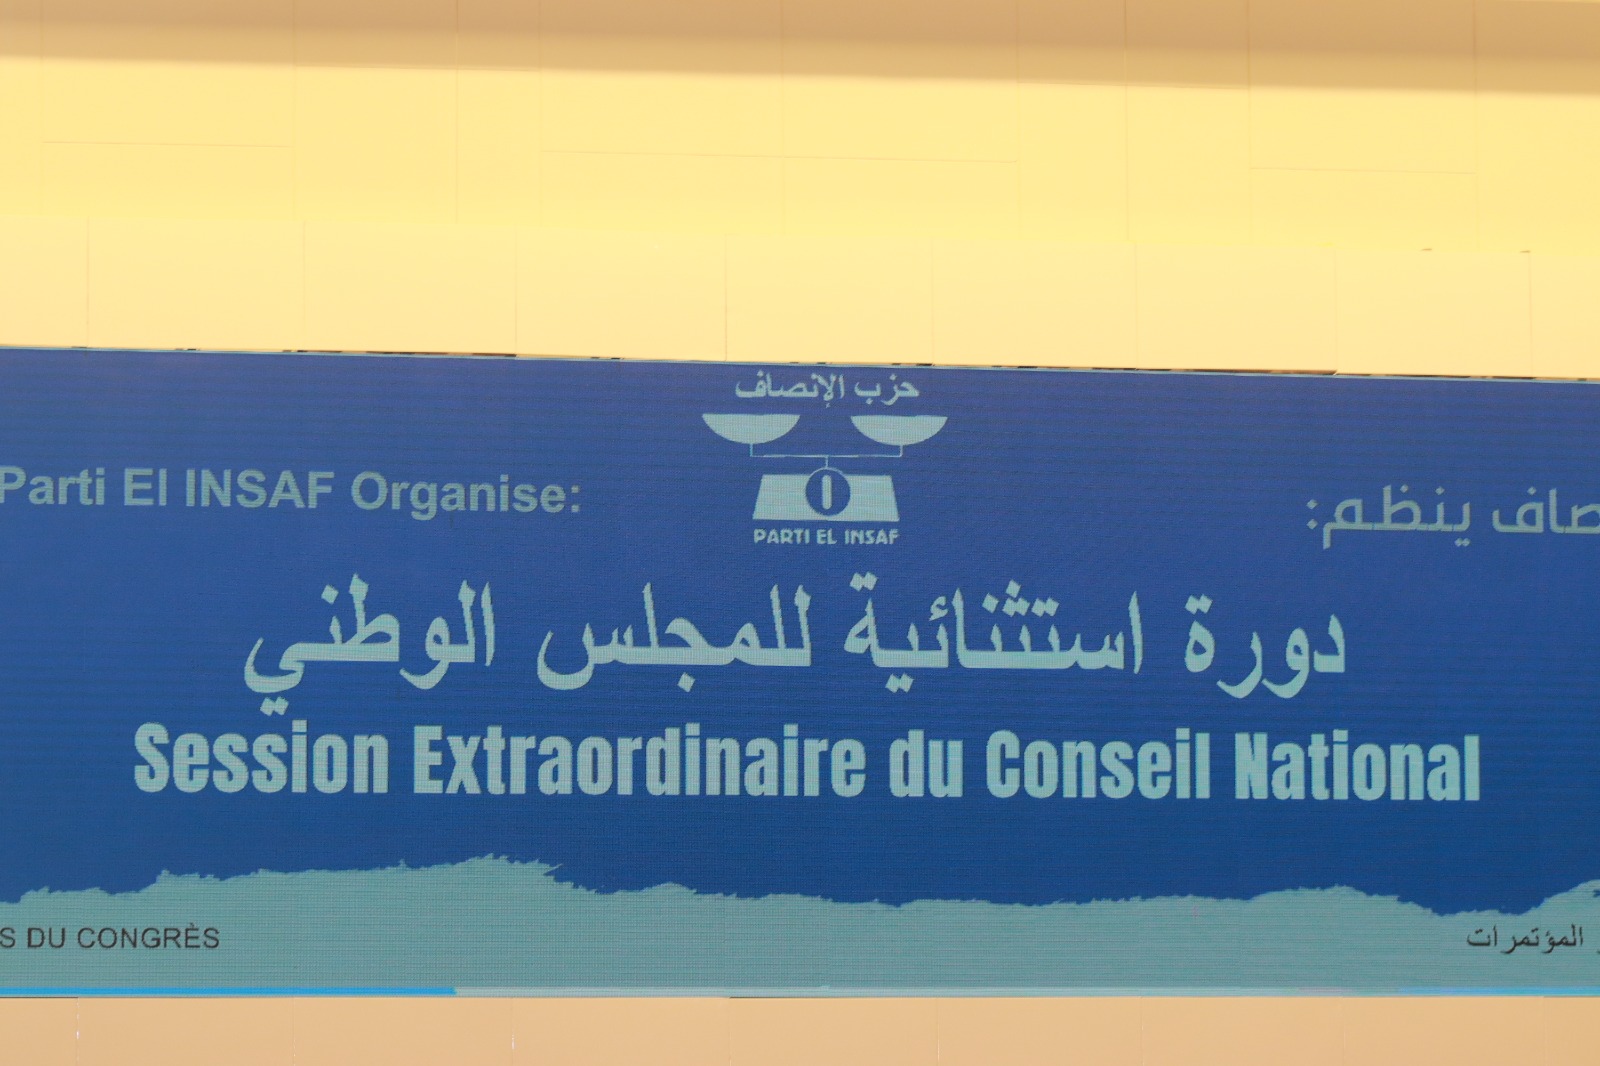 حزب الإنصاف
PARTI EL INSAF
Parti El INSAF Organise:
ينظم:
دورة استثنائية للمجلس الوطني
Session Extraordinaire du Conseil National
DU CONGRÈS
المؤتمرات